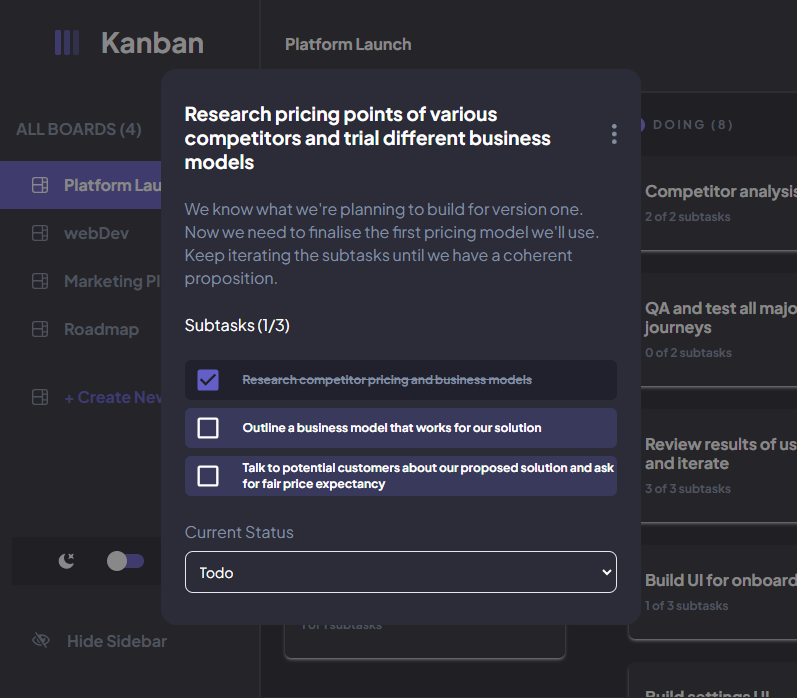 Kanban
Platform Launch
ALL BOARDS (4)
Platform Lau
webDev
Marketing Pl
Roadmap
+ Create New
Hide Sidebar
Research pricing points of various
competitors and trial different business
models
We know what we're planning to build for version one.
Now we need to finalise the first pricing model we'll use.
Keep iterating the subtasks until we have a coherent
proposition.
Subtasks (1/3)
Research competitor pricing and business models
Outline a business model that works for our solution
Talk to potential customers about our proposed solution and ask
for fair price expectancy
Current Status
Todo
1 of 1 subtasks
DOING (8)
Competitor analysis
2 of 2 subtasks
QA and test all majo
journeys
0 of 2 subtasks
Review results of us
and iterate
3 of 3 subtasks
Build UI for onboard
1 of 3 subtasks
Build settings UI